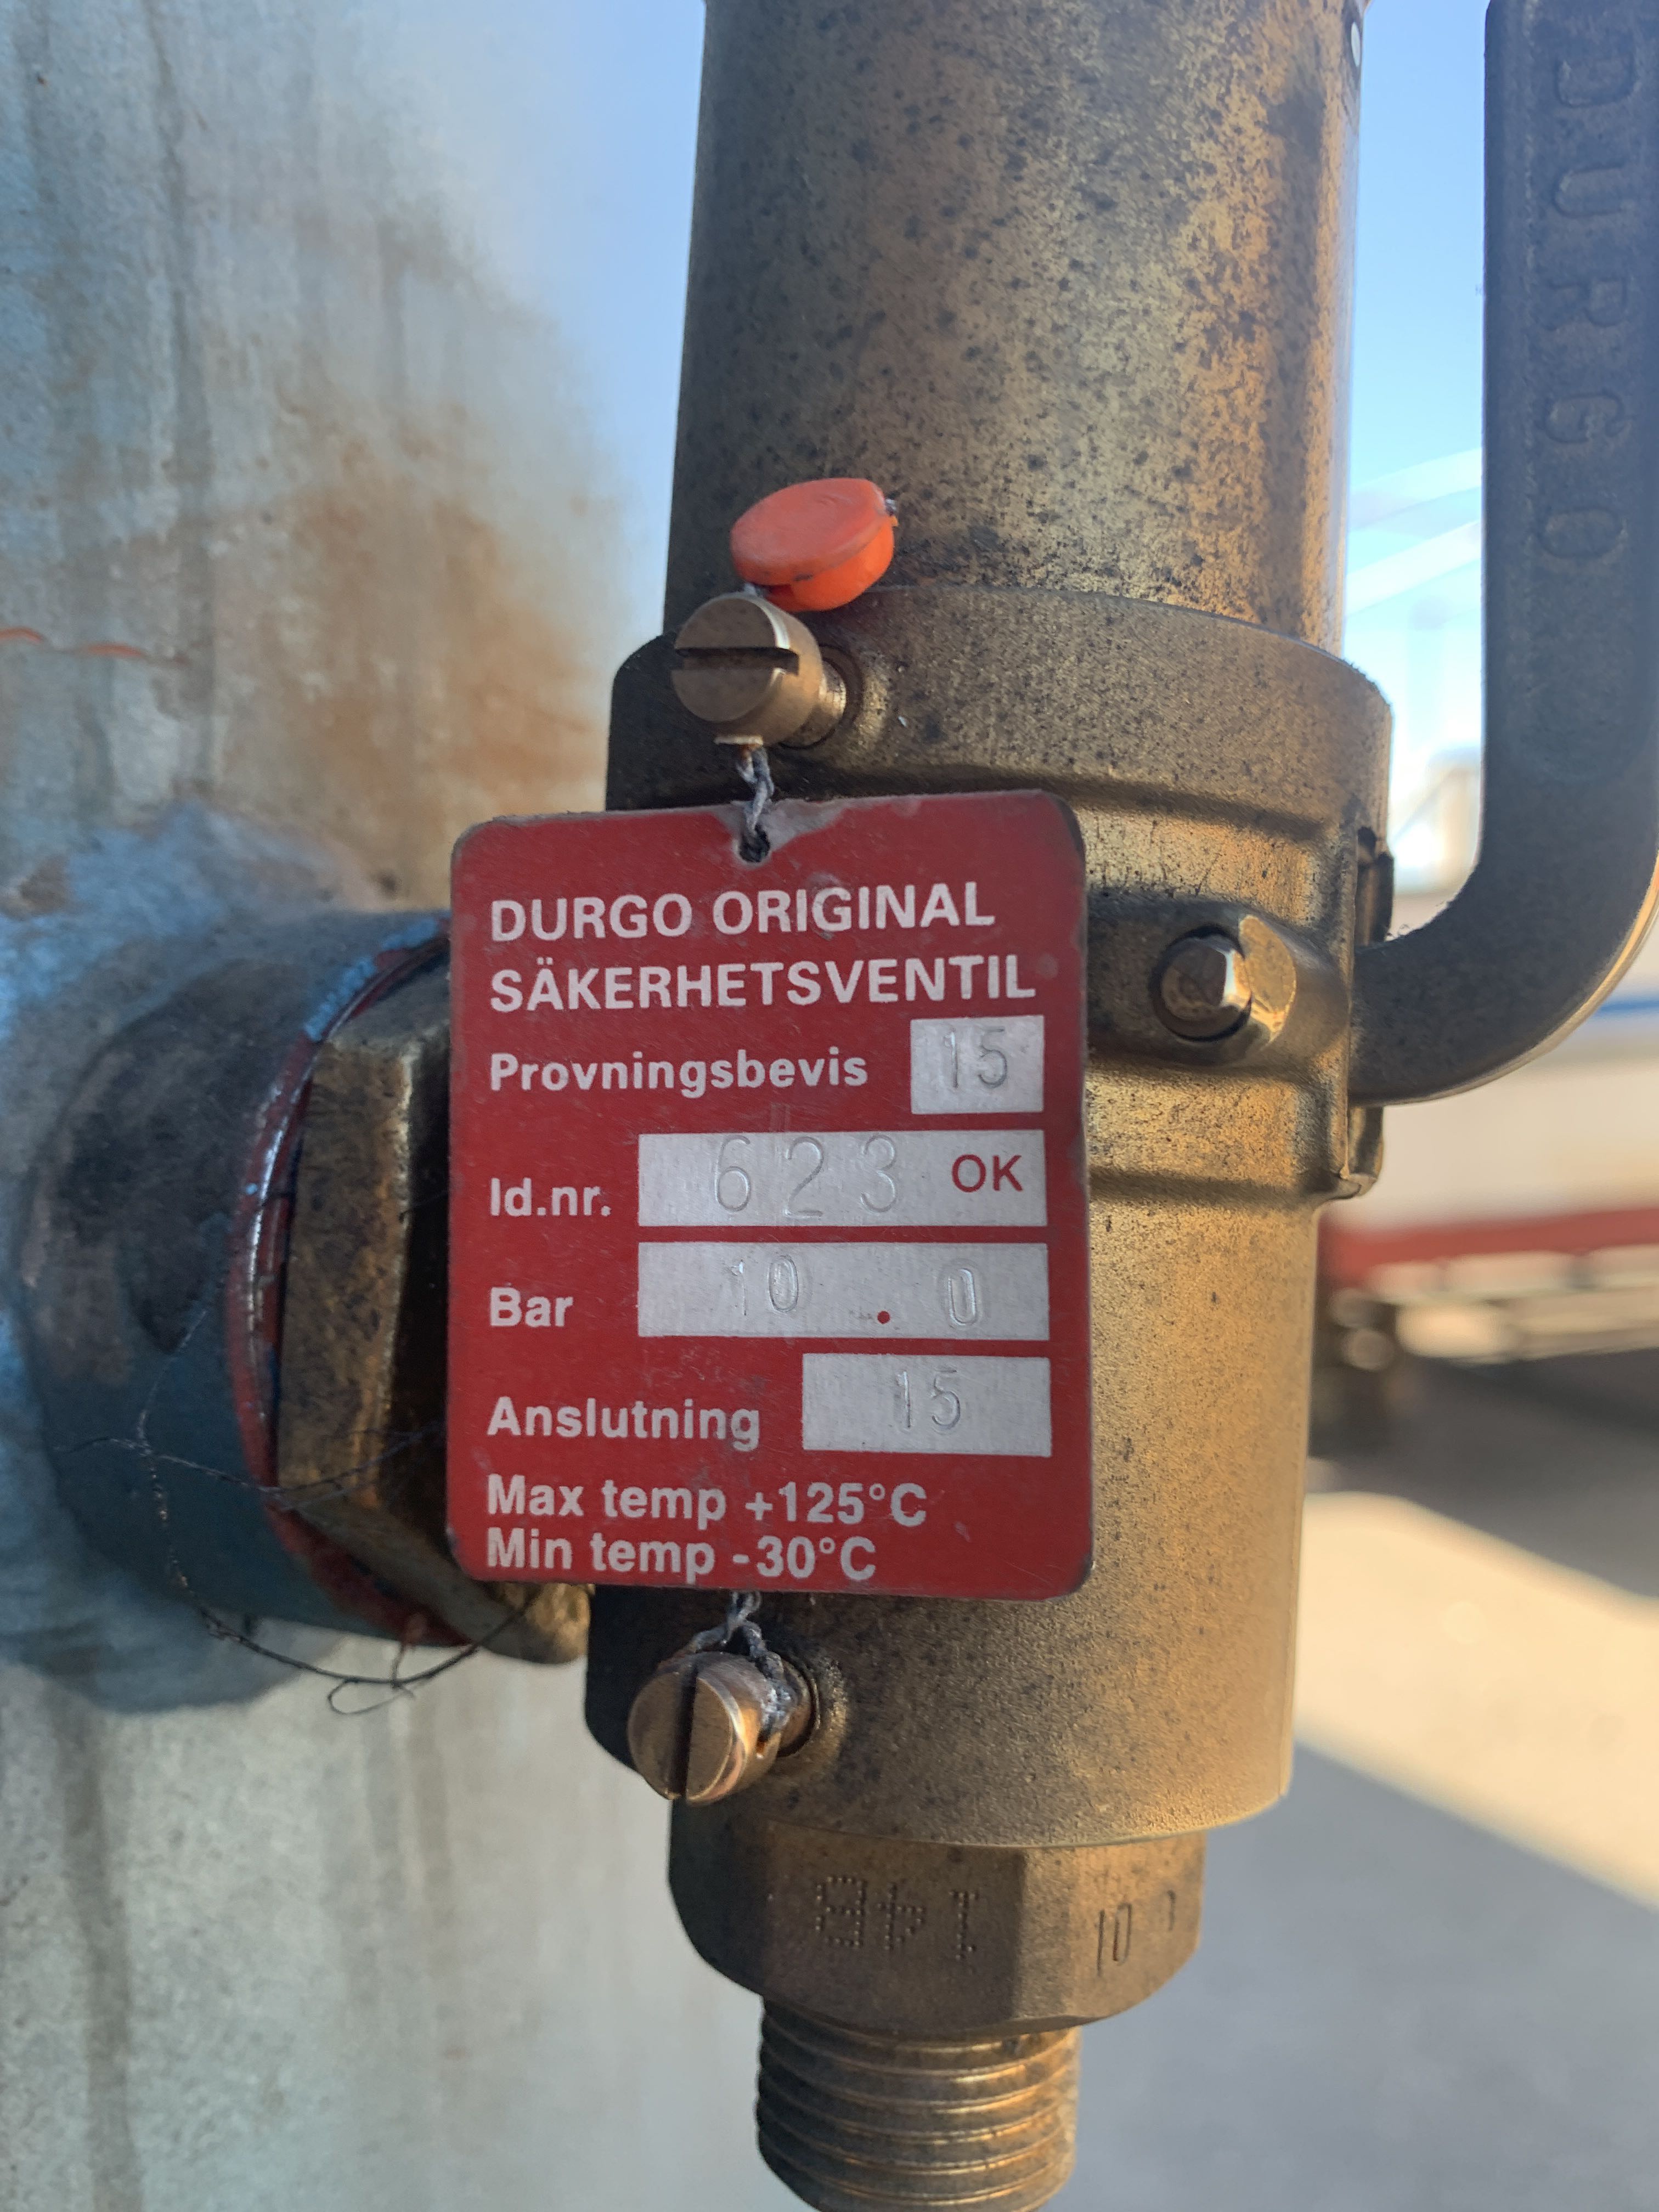 DURGO
DURGO ORIGINAL
SÄKERHETSVENTIL
Provningsbevis 15
Id.nr. 623 OK
Bar 10 . 0
Anslutning 15
Max temp +125°C
Min temp -30°C
10